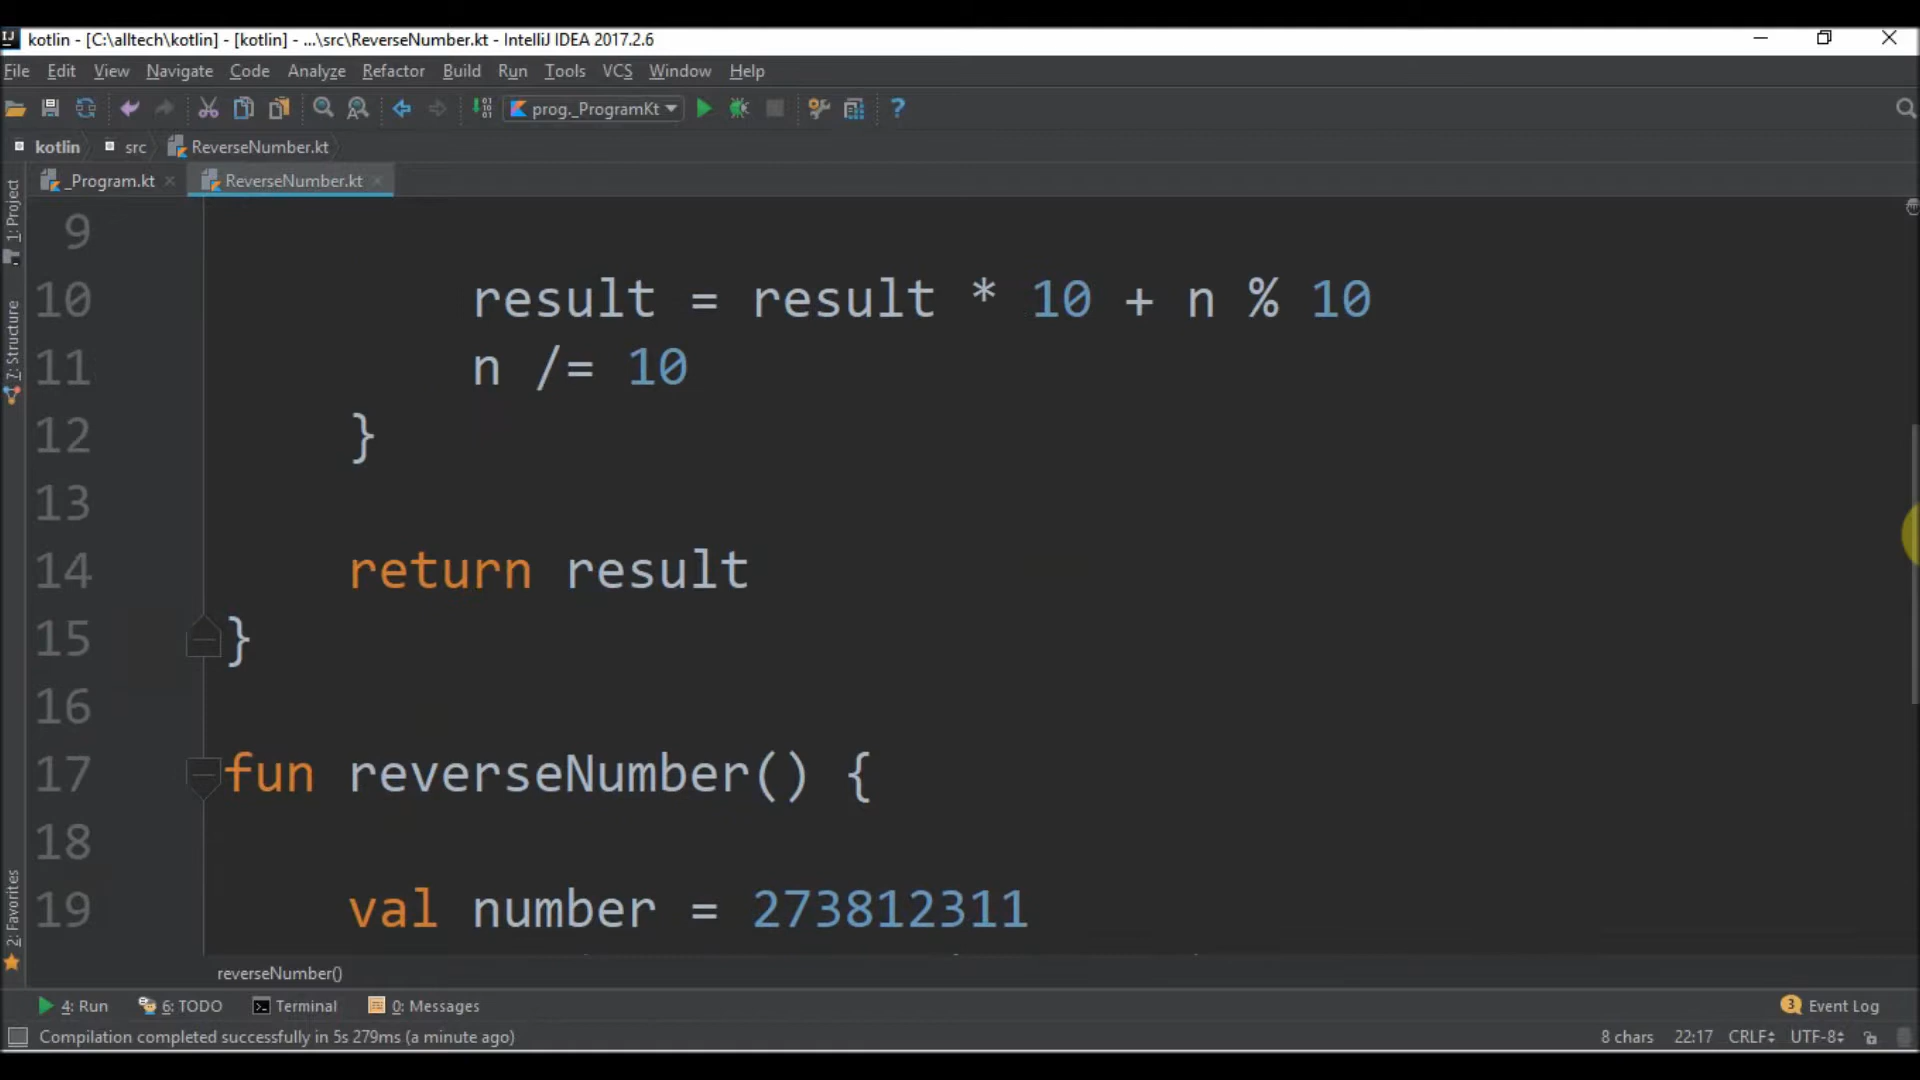 kotlin - [C:\alltech\kotlin] - [kotlin] - ...\src\ReverseNumber.kt - IntelliJ IDEA 2017.2.6
File Edit View Navigate Code Analyze Refactor Build Run Tools VCS Window Help
prog._ProgramKt
kotlin src ReverseNumber.kt
_Program.kt ReverseNumber.kt
1: Project
7: Structure
2: Favorites
9
10 result = result * 10 + n % 10
11 n /= 10
12 }
13
14 return result
15 }
16
17 fun reverseNumber() {
18
19 val number = 273812311
reverseNumber()
4: Run 6: TODO Terminal 0: Messages 3 Event Log
Compilation completed successfully in 5s 279ms (a minute ago) 8 chars 22:17 CRLF UTF-8